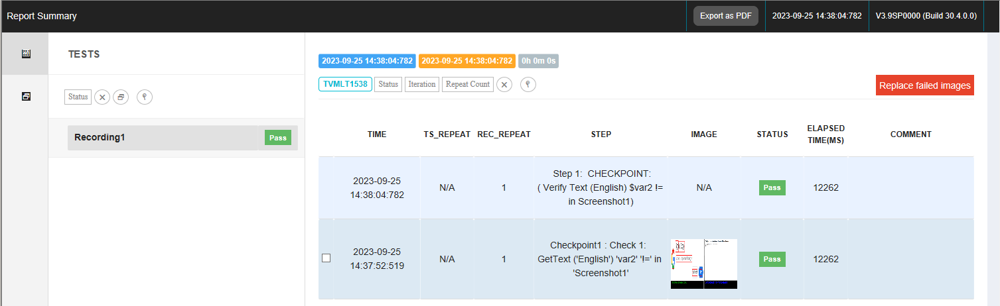 Report Summary
Export as PDF
2023-09-25 14:38:04:782
V3.9SP0000 (Build 30.4.0.0)
TESTS
Status
Recording1
Pass
2023-09-25 14:38:04:782
2023-09-25 14:38:04:782
0h 0m 0s
TVMLT1538
Status
Iteration
Repeat Count
Replace failed images
TIME
TS_REPEAT
REC_REPEAT
STEP
IMAGE
STATUS
ELAPSED
TIME(MS)
COMMENT
2023-09-25
14:38:04:782
N/A
1
Step 1: CHECKPOINT:
( Verify Text (English) $var2 !=
in Screenshot1)
N/A
Pass
12262
2023-09-25
14:37:52:519
N/A
1
Checkpoint1 : Check 1:
GetText ('English') 'var2' '!=' in
'Screenshot1'
Pass
12262